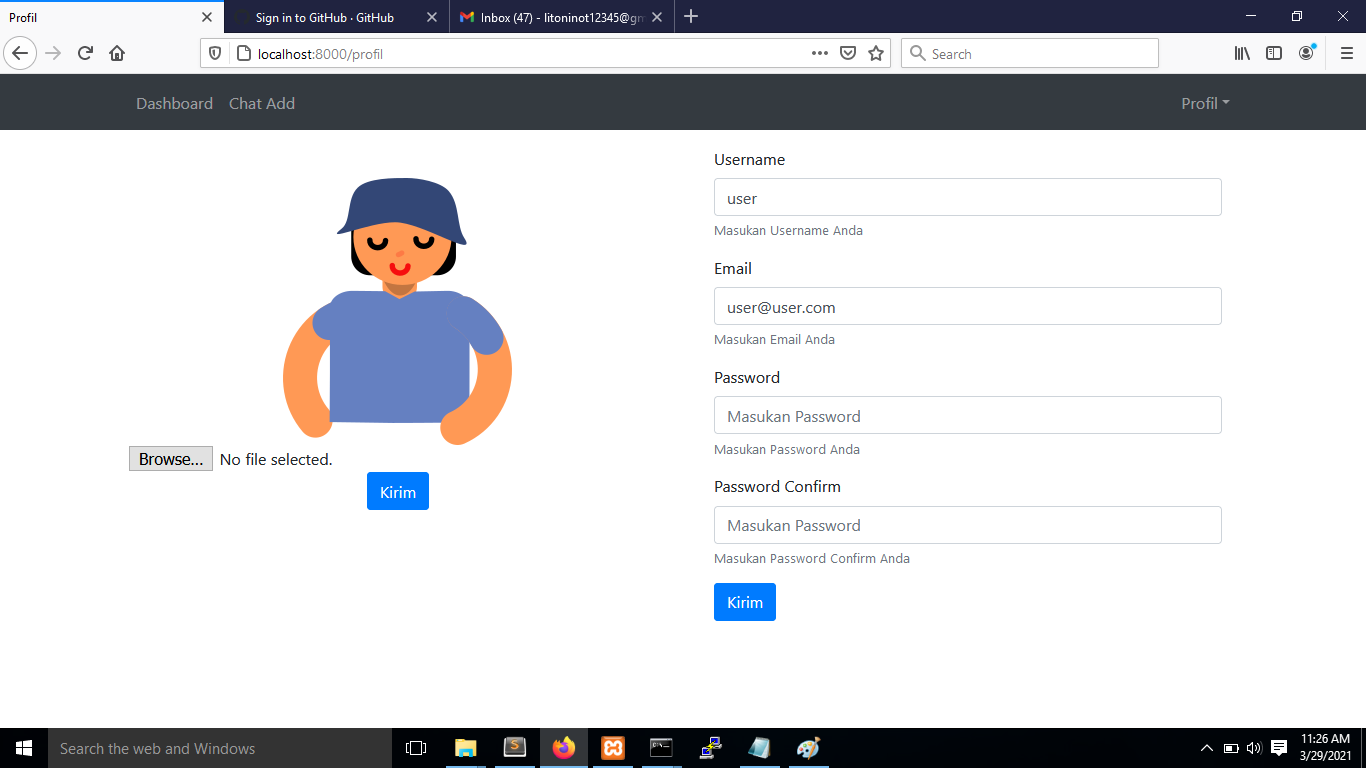 Profil
Sign in to GitHub · GitHub
Inbox (47) - litoninot12345@gm
localhost:8000/profil
Search
Dashboard
Chat Add
Profil
Username
user
Masukan Username Anda
Email
user@user.com
Masukan Email Anda
Password
Masukan Password
Masukan Password Anda
Password Confirm
Masukan Password
Masukan Password Confirm Anda
Kirim
Browse... No file selected.
Kirim
Search the web and Windows
11:26 AM
3/29/2021